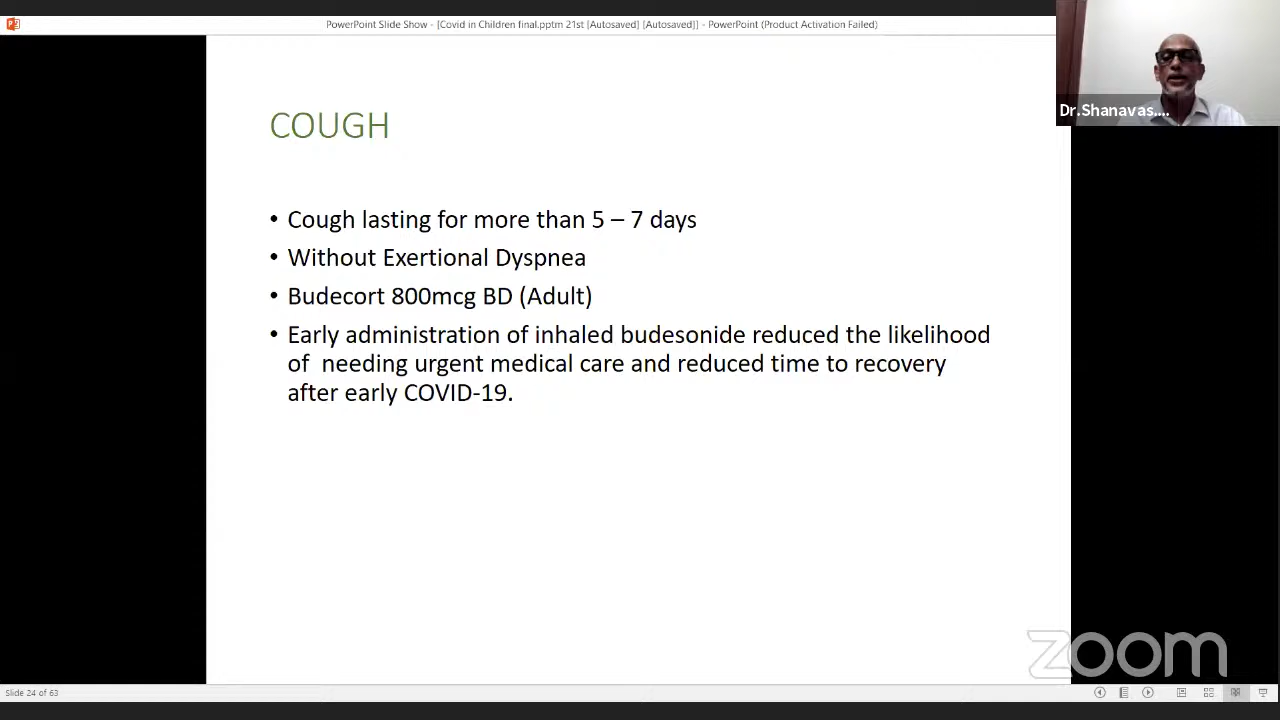 PowerPoint Slide Show - [Covid in Children final.pptm 21st [Autosaved] [Autosaved]] - PowerPoint (Product Activation Failed)
Dr.Shanavas....
COUGH
• Cough lasting for more than 5 – 7 days
• Without Exertional Dyspnea
• Budecort 800mcg BD (Adult)
• Early administration of inhaled budesonide reduced the likelihood
of  needing urgent medical care and reduced time to recovery
after early COVID-19.
zoom
Slide 24 of 63